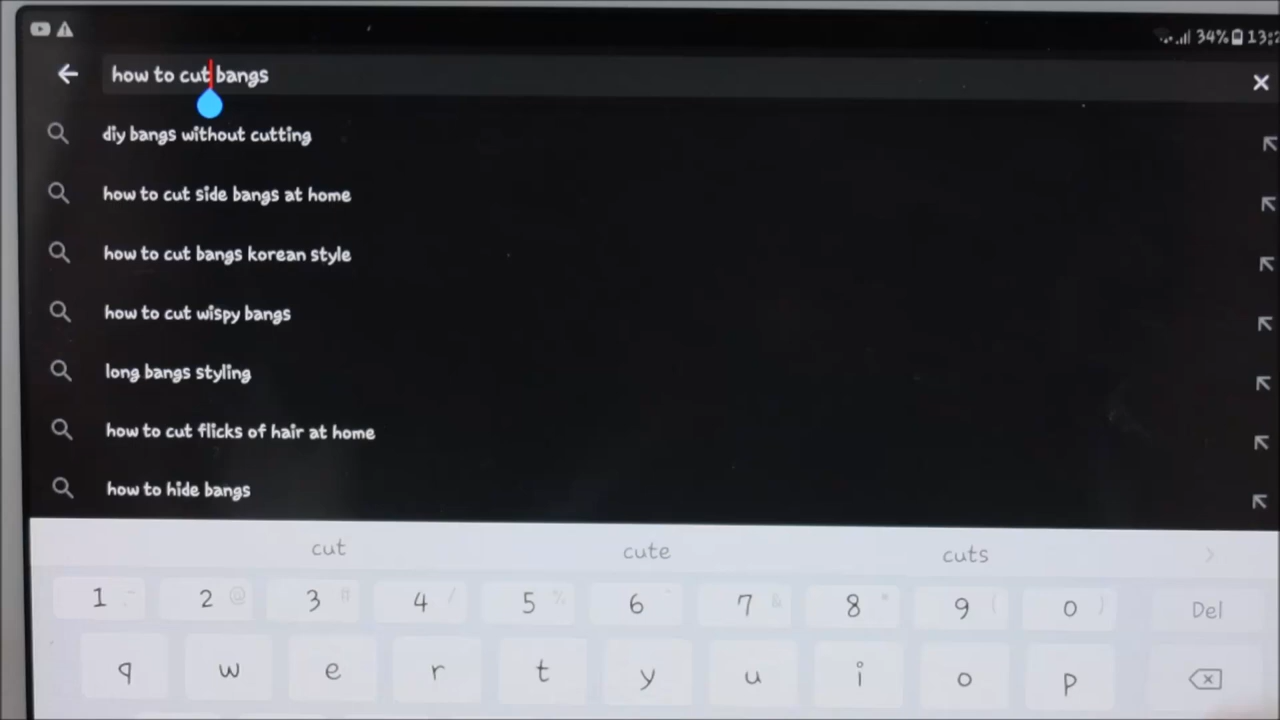 34% 13:
how to cut bangs
diy bangs without cutting
how to cut side bangs at home
how to cut bangs korean style
how to cut wispy bangs
long bangs styling
how to cut flicks of hair at home
how to hide bangs
cut cute cuts
1 2 @ 3 # 4 / 5 % 6 ^ 7 & 8 * 9 ( 0 ) Del
q w e r t y u i o p